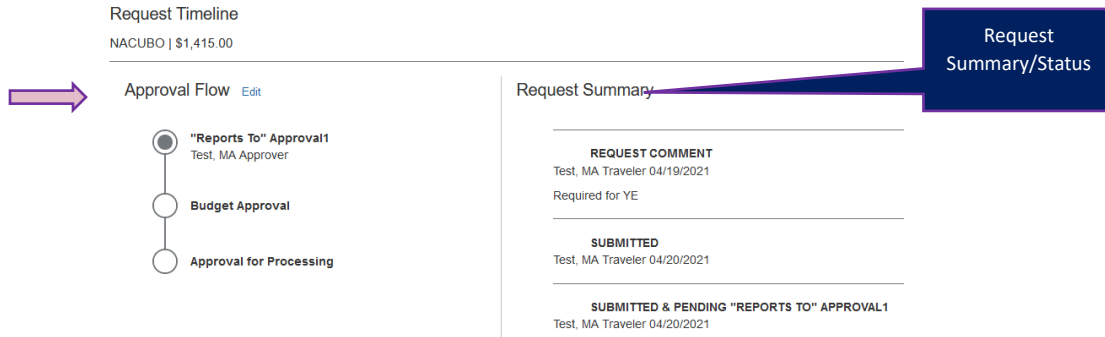 Request Timeline
NACUBO | $1,415.00
Approval Flow Edit
"Reports To" Approval1
Test, MA Approver
Budget Approval
Approval for Processing
Request Summary
REQUEST COMMENT
Test, MA Traveler 04/19/2021
Required for YE
SUBMITTED
Test, MA Traveler 04/20/2021
SUBMITTED & PENDING "REPORTS TO" APPROVAL1
Test, MA Traveler 04/20/2021
Request
Summary/Status